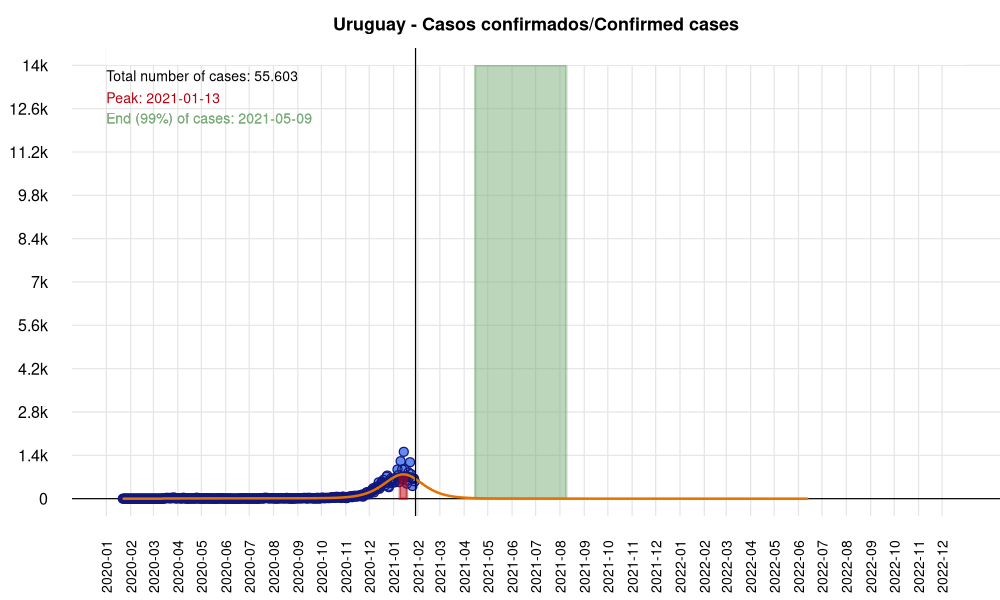 Uruguay - Casos confirmados/Confirmed cases
Total number of cases: 55.603
Peak: 2021-01-13
End (99%) of cases: 2021-05-09
14k
12.6k
11.2k
9.8k
8.4k
7k
5.6k
4.2k
2.8k
1.4k
0
2020-01
2020-02
2020-03
2020-04
2020-05
2020-06
2020-07
2020-08
2020-09
2020-10
2020-11
2020-12
2021-01
2021-02
2021-03
2021-04
2021-05
2021-06
2021-07
2021-08
2021-09
2021-10
2021-11
2021-12
2022-01
2022-02
2022-03
2022-04
2022-05
2022-06
2022-07
2022-08
2022-09
2022-10
2022-11
2022-12